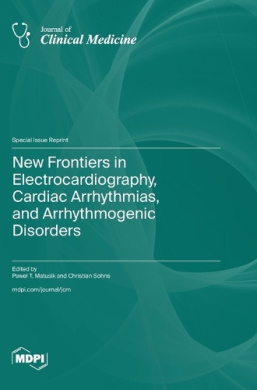 Journal of
Clinical Medicine
Special Issue Reprint
New Frontiers in
Electrocardiography,
Cardiac Arrhythmias,
and Arrhythmogenic
Disorders
Edited by
Pawel T. Matusik and Christian Sohns
mdpi.com/journal/jcm
MDPI